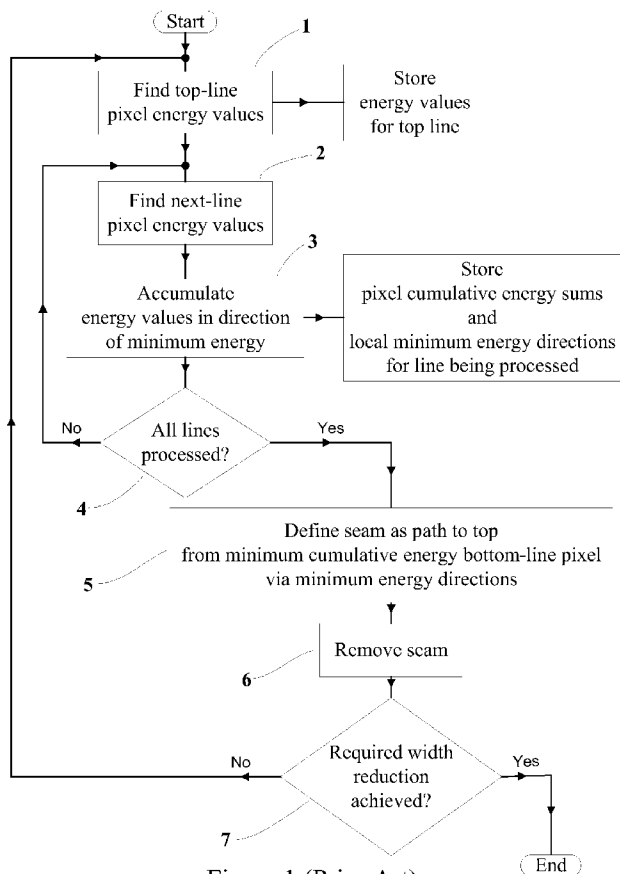 Start
1
Find top-line
pixel energy values
Store
energy values
for top line
2
Find next-line
pixel energy values
3
Accumulate
energy values in direction
of minimum energy
Store
pixel cumulative energy sums
and
local minimum energy directions
for line being processed
No
All lines
processed?
Yes
4
Define seam as path to top
from minimum cumulative energy bottom-line pixel
via minimum energy directions
5
Remove seam
6
No
Required width
reduction
achieved?
Yes
7
Figure 1 (Prior Art)
End